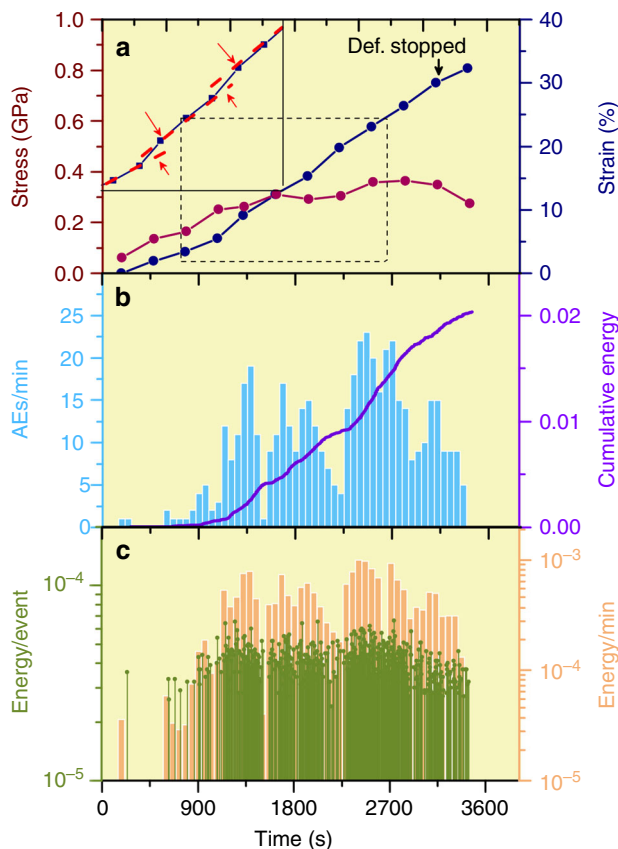 a
Def. stopped
Stress (GPa)
1.0
0.8
0.6
0.4
0.2
0.0
40
30
20
10
0
Strain (%)
b
AEs/min
25
20
15
10
5
0
0.02
0.01
0.00
Cumulative energy
c
Energy/event
10⁻⁴
10⁻⁵
10⁻³
10⁻⁴
10⁻⁵
Energy/min
0 900 1800 2700 3600
Time (s)